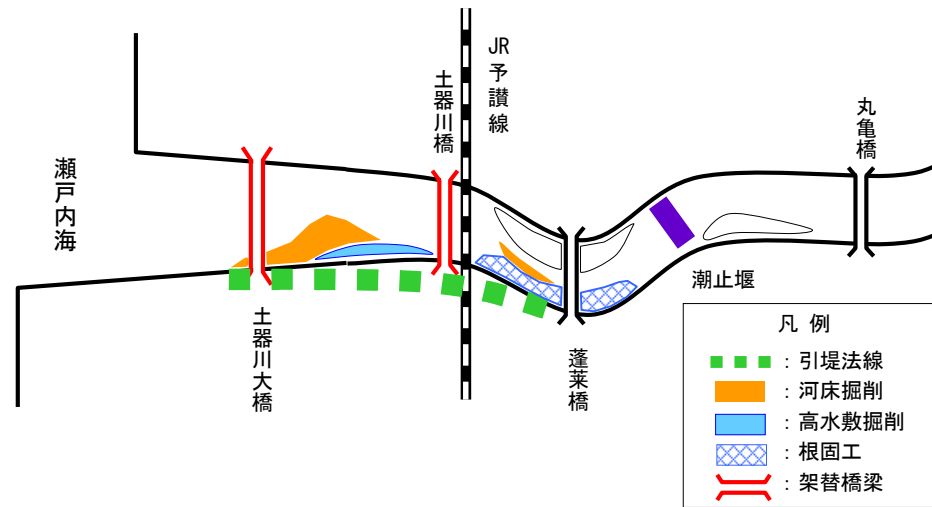 瀬戸内海
土器川大橋
土器川橋
JR予讃線
蓬莱橋
潮止堰
丸亀橋
凡 例
：引堤法線
：河床掘削
：高水敷掘削
：根固工
：架替橋梁